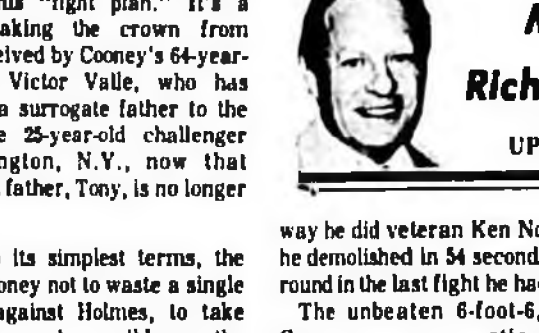 his "fight plan." It's a
aking the crown from
eived by Cooney's 64-year-
Victor Valle, who has
a surrogate father to the
e 25-year-old challenger
ngton, N.Y., now that
father, Tony, is no longer
its simplest terms, the
oney not to waste a single
against Holmes, to take
Rich
UP
way he did veteran Ken No
he demolished in 54 second
round in the last fight he had
The unbeaten 6-foot-6,